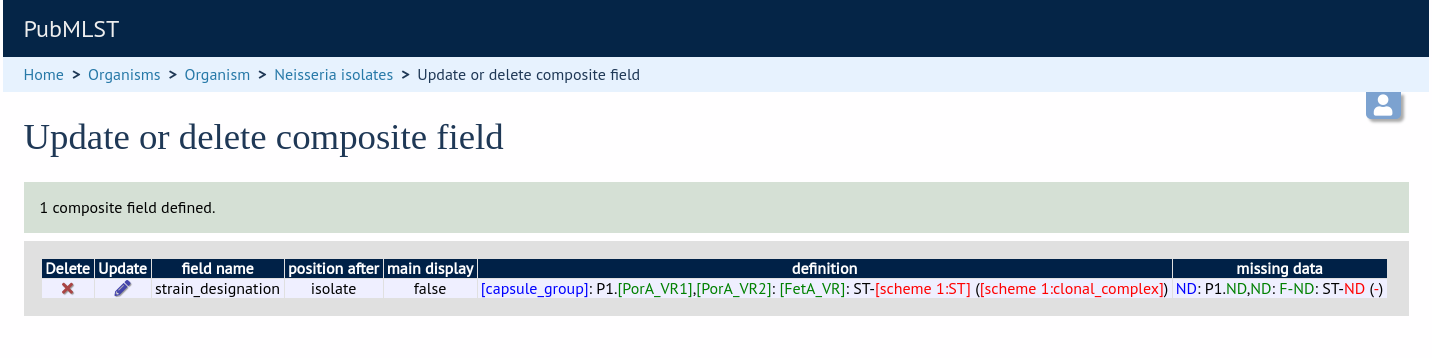 PubMLST
Home > Organisms > Organism > Neisseria isolates > Update or delete composite field
Update or delete composite field
1 composite field defined.
Delete Update field name position after main display definition missing data
strain_designation isolate false [capsule_group]: P1.[PorA_VR1],[PorA_VR2]: [FetA_VR]: ST-[scheme 1:ST] ([scheme 1:clonal_complex]) ND: P1.ND,ND: F-ND: ST-ND (-)